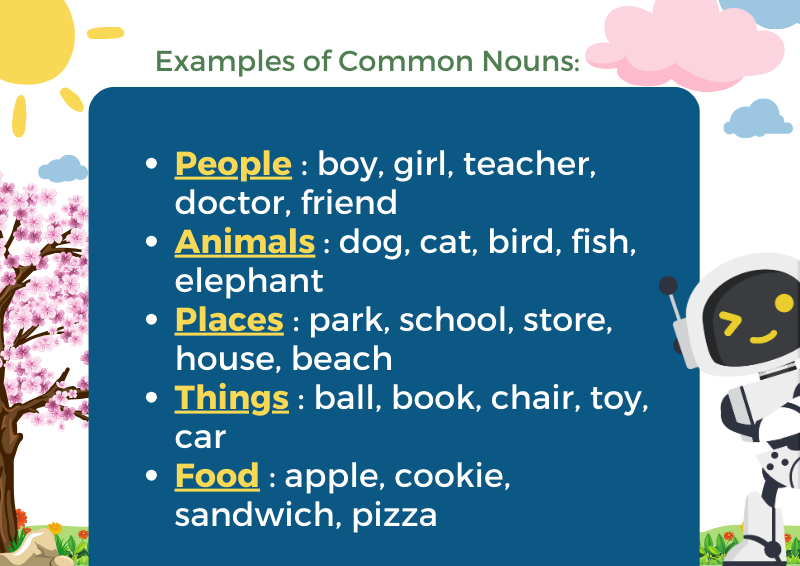 Examples of Common Nouns:
• People : boy, girl, teacher,
doctor, friend
• Animals : dog, cat, bird, fish,
elephant
• Places : park, school, store,
house, beach
• Things : ball, book, chair, toy,
car
• Food : apple, cookie,
sandwich, pizza